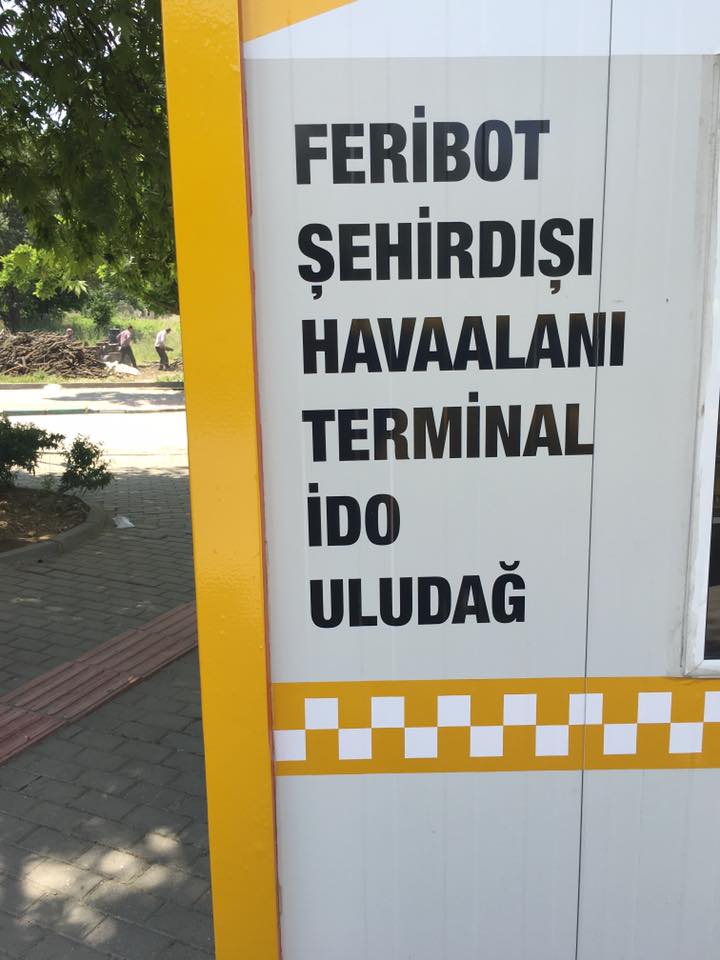 FERİBOT
ŞEHİRDIŞI
HAVAALANI
TERMİNAL
İDO
ULUDAĞ